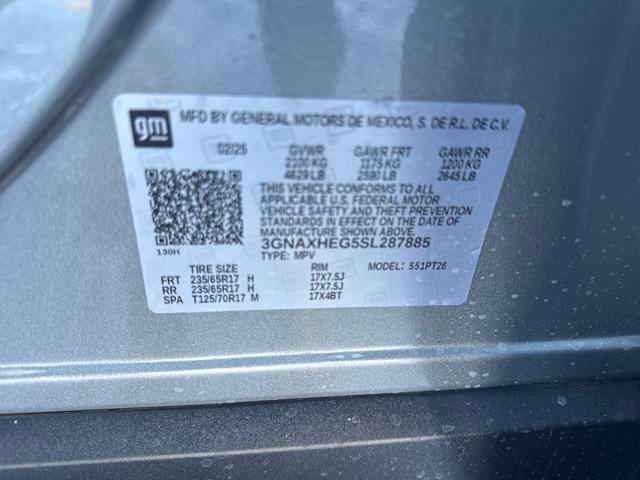 gm
MFD BY GENERAL MOTORS DE MEXICO, S. DE R.L. DE C.V.
02/25 GVWR GAWR FRT GAWR RR
2100 KG 1175 KG 1200 KG
4629 LB 2590 LB 2645 LB
THIS VEHICLE CONFORMS TO ALL
APPLICABLE U.S. FEDERAL MOTOR
VEHICLE SAFETY AND THEFT PREVENTION
STANDARDS IN EFFECT ON THE DATE OF
MANUFACTURE SHOWN ABOVE.
3GNAXHEG5SL287885
130H TYPE: MPV
TIRE SIZE RIM MODEL: 551PT26
FRT 235/65R17 H 17X7.5J
RR 235/65R17 H 17X7.5J
SPA T125/70R17 M 17X4BT